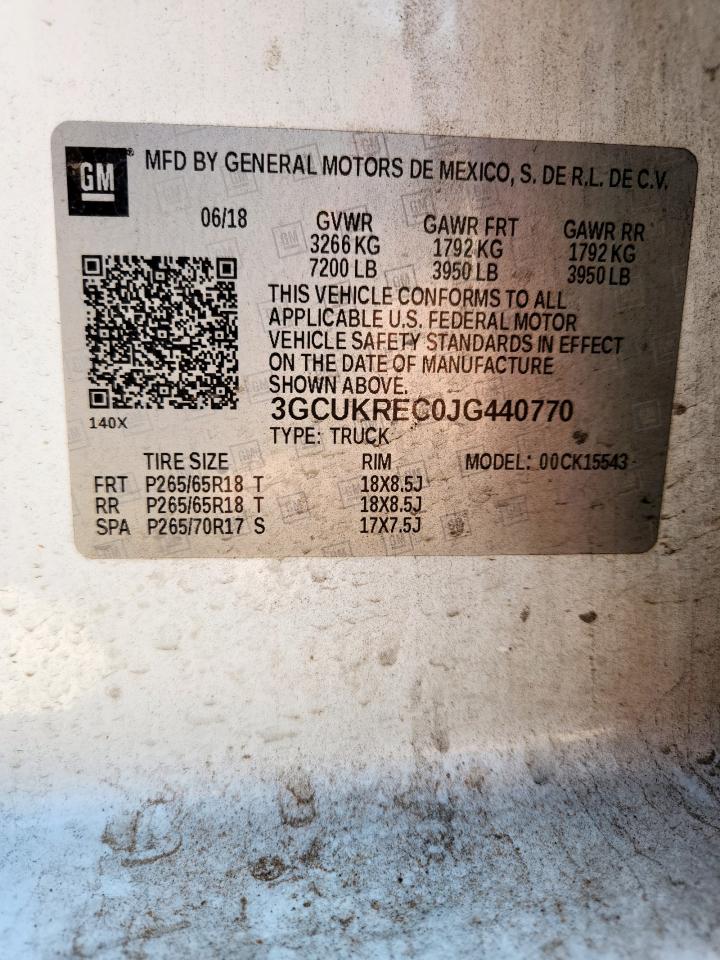 GM® MFD BY GENERAL MOTORS DE MEXICO, S. DE R.L. DE C.V.
06/18 GVWR GAWR FRT GAWR RR
3266 KG 1792 KG 1792 KG
7200 LB 3950 LB 3950 LB
THIS VEHICLE CONFORMS TO ALL
APPLICABLE U.S. FEDERAL MOTOR
VEHICLE SAFETY STANDARDS IN EFFECT
ON THE DATE OF MANUFACTURE
SHOWN ABOVE.
3GCUKREC0JG440770
140X
TYPE: TRUCK
TIRE SIZE RIM MODEL: 00CK15543
FRT P265/65R18 T 18X8.5J
RR P265/65R18 T 18X8.5J
SPA P265/70R17 S 17X7.5J